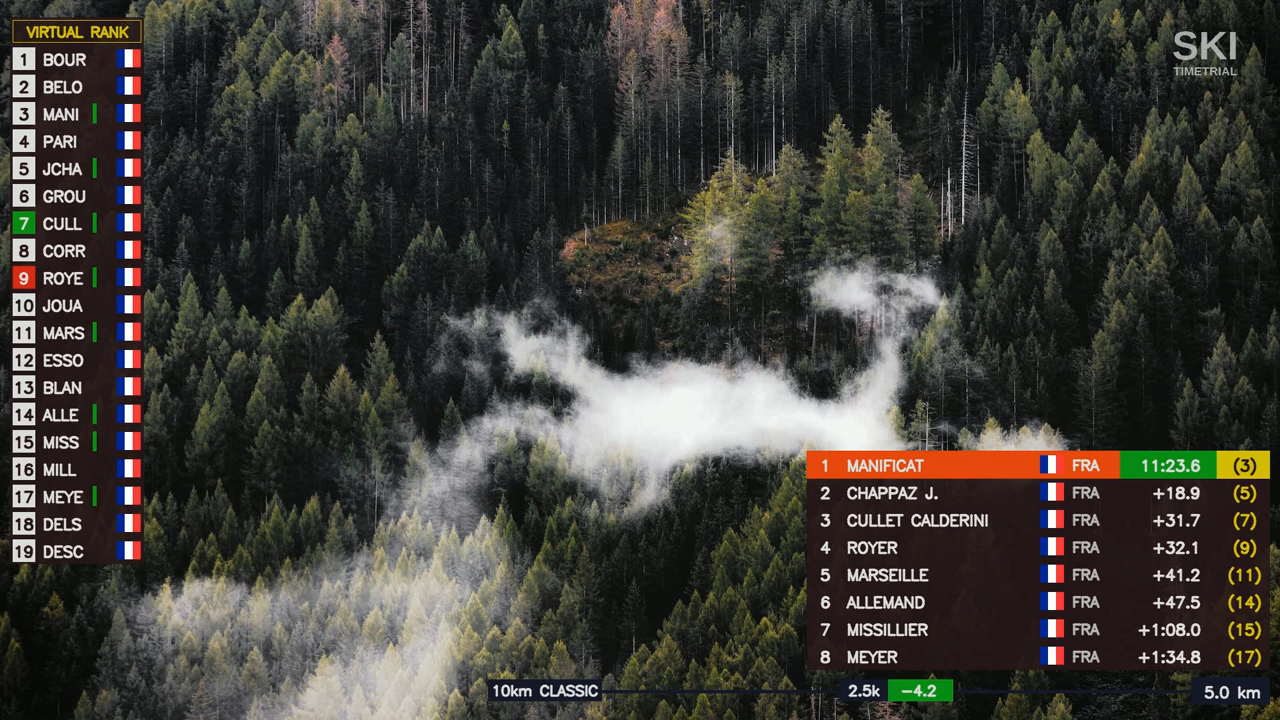 VIRTUAL RANK
1 BOUR
2 BELO
3 MANI
4 PARI
5 JCHA
6 GROU
7 CULL
8 CORR
9 ROYE
10 JOUA
11 MARS
12 ESSO
13 BLAN
14 ALLE
15 MISS
16 MILL
17 MEYE
18 DELS
19 DESC
SKI
TIMETRIAL
1 MANIFICAT FRA 11:23.6 (3)
2 CHAPPAZ J. FRA +18.9 (5)
3 CULLET CALDERINI FRA +31.7 (7)
4 ROYER FRA +32.1 (9)
5 MARSEILLE FRA +41.2 (11)
6 ALLEMAND FRA +47.5 (14)
7 MISSILLIER FRA +1:08.0 (15)
8 MEYER FRA +1:34.8 (17)
10km CLASSIC 2.5k −4.2 5.0 km